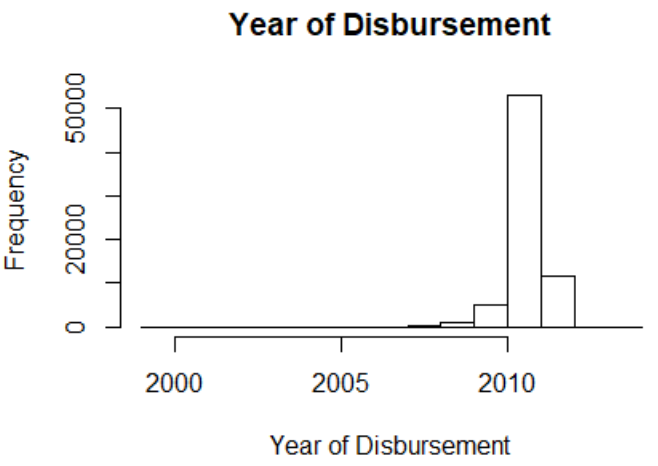 Year of Disbursement
Frequency
50000
20000
0
2000 2005 2010
Year of Disbursement